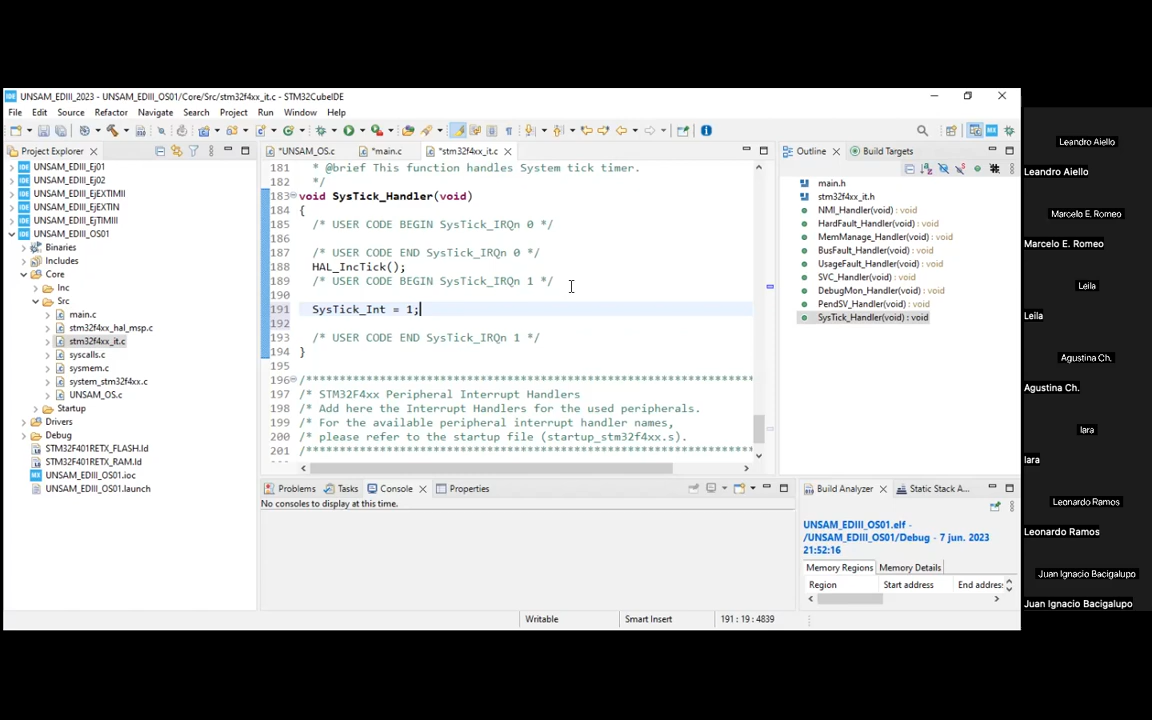 UNSAM_EDIII_2023 - UNSAM_EDIII_OS01/Core/Src/stm32f4xx_it.c - STM32CubeIDE
File Edit Source Refactor Navigate Search Project Run Window Help
Project Explorer
UNSAM_EDIII_Ej01
UNSAM_EDIII_Ej02
UNSAM_EDIII_EjEXTIMII
UNSAM_EDIII_EjEXTIN
UNSAM_EDIII_EjTIMIII
UNSAM_EDIII_OS01
Binaries
Includes
Core
Inc
Src
main.c
stm32f4xx_hal_msp.c
stm32f4xx_it.c
syscalls.c
sysmem.c
system_stm32f4xx.c
UNSAM_OS.c
Startup
Drivers
Debug
STM32F401RETX_FLASH.ld
STM32F401RETX_RAM.ld
UNSAM_EDIII_OS01.ioc
UNSAM_EDIII_OS01.launch
*UNSAM_OS.c *main.c *stm32f4xx_it.c
181 * @brief This function handles System tick timer.
182 */
183 void SysTick_Handler(void)
184 {
185 /* USER CODE BEGIN SysTick_IRQn 0 */
186
187 /* USER CODE END SysTick_IRQn 0 */
188 HAL_IncTick();
189 /* USER CODE BEGIN SysTick_IRQn 1 */
190
191 SysTick_Int = 1;
192
193 /* USER CODE END SysTick_IRQn 1 */
194 }
195
196 /******************************************************************
197 /* STM32F4xx Peripheral Interrupt Handlers
198 /* Add here the Interrupt Handlers for the used peripherals.
199 /* For the available peripheral interrupt handler names,
200 /* please refer to the startup file (startup_stm32f4xx.s).
201 /******************************************************************
Outline Build Targets
main.h
stm32f4xx_it.h
NMI_Handler(void) : void
HardFault_Handler(void) : void
MemManage_Handler(void) : void
BusFault_Handler(void) : void
UsageFault_Handler(void) : void
SVC_Handler(void) : void
DebugMon_Handler(void) : void
PendSV_Handler(void) : void
SysTick_Handler(void) : void
Problems Tasks Console Properties
No consoles to display at this time.
Build Analyzer Static Stack A...
UNSAM_EDIII_OS01.elf -
/UNSAM_EDIII_OS01/Debug - 7 jun. 2023
21:52:16
Memory Regions Memory Details
Region Start address End address
Writable Smart Insert 191 : 19 : 4839
Leandro Aiello
Leandro Aiello
Marcelo E. Romeo
Marcelo E. Romeo
Leila
Leila
Agustina Ch.
Agustina Ch.
Iara
Iara
Leonardo Ramos
Leonardo Ramos
Juan Ignacio Bacigalupo
Juan Ignacio Bacigalupo